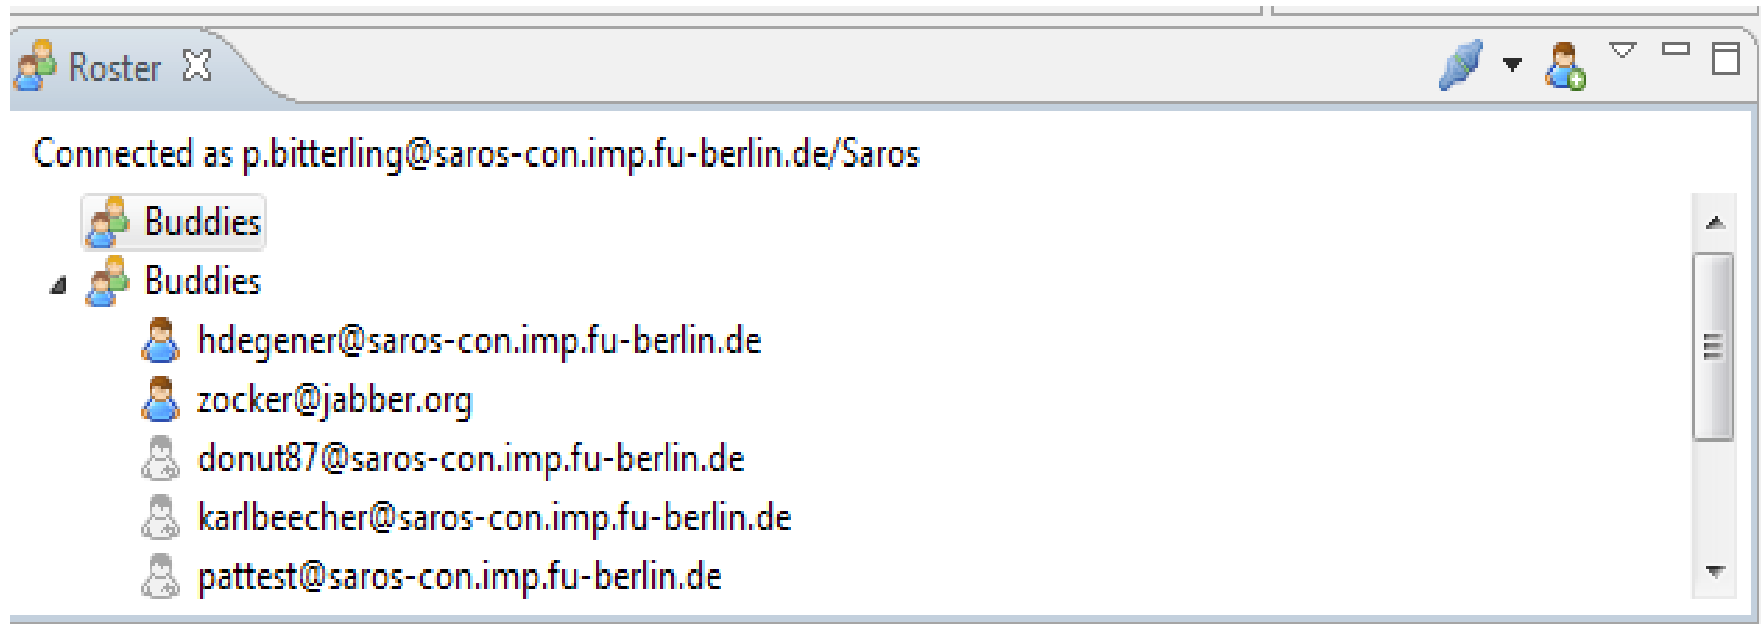 Roster
Connected as p.bitterling@saros-con.imp.fu-berlin.de/Saros
Buddies
Buddies
hdegener@saros-con.imp.fu-berlin.de
zocker@jabber.org
donut87@saros-con.imp.fu-berlin.de
karlbeecher@saros-con.imp.fu-berlin.de
pattest@saros-con.imp.fu-berlin.de